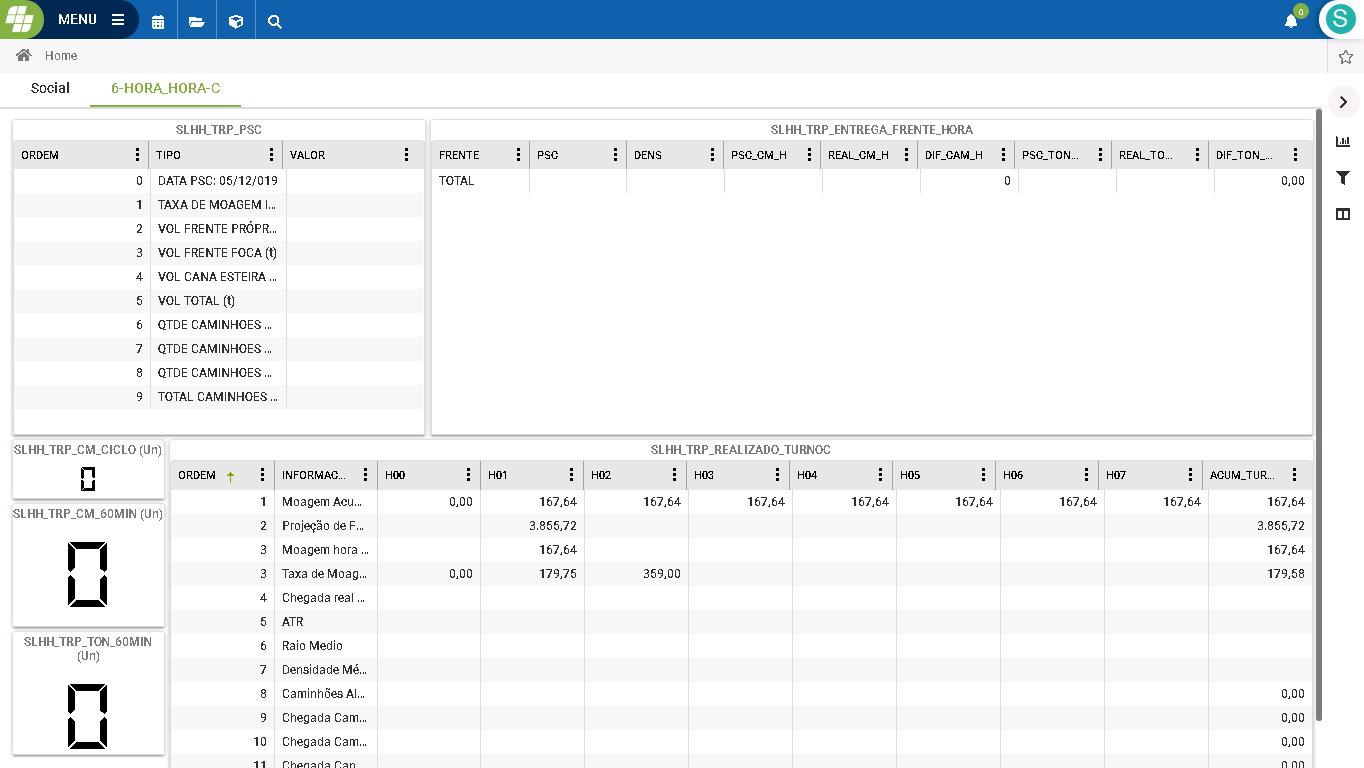 MENU
0
S
Home
Social 6-HORA_HORA-C
SLHH_TRP_PSC
ORDEM TIPO VALOR
0 DATA PSC: 05/12/019
1 TAXA DE MOAGEM I...
2 VOL FRENTE PRÓPR...
3 VOL FRENTE FOCA (t)
4 VOL CANA ESTEIRA ...
5 VOL TOTAL (t)
6 QTDE CAMINHOES ...
7 QTDE CAMINHOES ...
8 QTDE CAMINHOES ...
9 TOTAL CAMINHOES ...
SLHH_TRP_ENTREGA_FRENTE_HORA
FRENTE PSC DENS PSC_CM_H REAL_CM_H DIF_CAM_H PSC_TON... REAL_TO... DIF_TON_...
TOTAL 0 0,00
SLHH_TRP_CM_CICLO (Un)
0
SLHH_TRP_CM_60MIN (Un)
0
SLHH_TRP_TON_60MIN
(Un)
0
SLHH_TRP_REALIZADO_TURNOC
ORDEM INFORMAC... H00 H01 H02 H03 H04 H05 H06 H07 ACUM_TUR...
1 Moagem Acu... 0,00 167,64 167,64 167,64 167,64 167,64 167,64 167,64 167,64
2 Projeção de F... 3.855,72 3.855,72
3 Moagem hora ... 167,64 167,64
3 Taxa de Moag... 0,00 179,75 359,00 179,58
4 Chegada real ...
5 ATR
6 Raio Medio
7 Densidade Mé...
8 Caminhões Al... 0,00
9 Chegada Cam... 0,00
10 Chegada Cam... 0,00
11 Chegada Can... 0,00